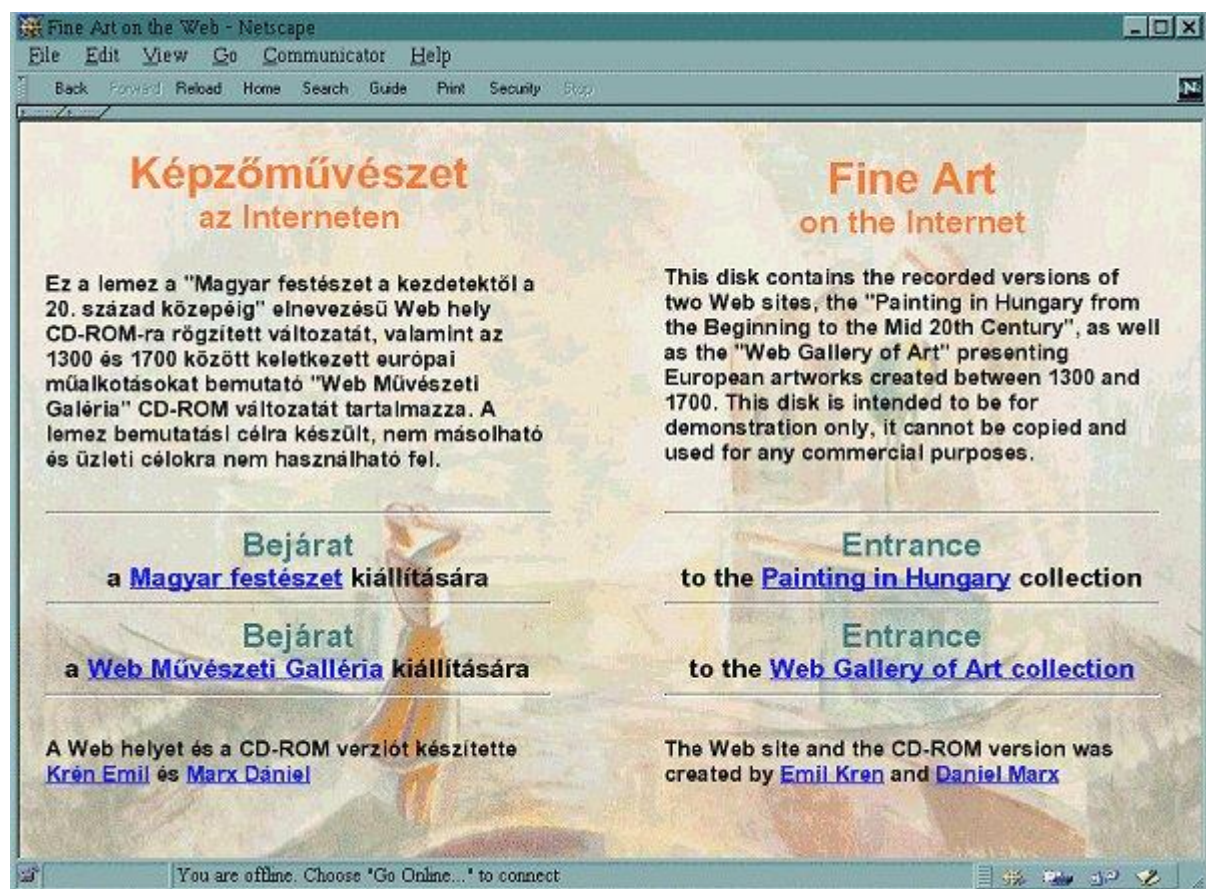 Fine Art on the Web - Netscape
File Edit View Go Communicator Help
Back Forward Reload Home Search Guide Print Security Stop
N
Képzőművészet
az Interneten
Ez a lemez a "Magyar festészet a kezdetektől a
20. század közepéig" elnevezésű Web hely
CD-ROM-ra rögzített változatát, valamint az
1300 és 1700 között keletkezett európai
műalkotásokat bemutató "Web Művészeti
Galéria" CD-ROM változatát tartalmazza. A
lemez bemutatási célra készült, nem másolható
és üzleti célokra nem használható fel.
Bejárat
a Magyar festészet kiállítására
Bejárat
a Web Művészeti Galléria kiállítására
A Web helyet és a CD-ROM verziót készítette
Krén Emil és Marx Dániel
Fine Art
on the Internet
This disk contains the recorded versions of
two Web sites, the "Painting in Hungary from
the Beginning to the Mid 20th Century", as well
as the "Web Gallery of Art" presenting
European artworks created between 1300 and
1700. This disk is intended to be for
demonstration only, it cannot be copied and
used for any commercial purposes.
Entrance
to the Painting in Hungary collection
Entrance
to the Web Gallery of Art collection
The Web site and the CD-ROM version was
created by Emil Kren and Daniel Marx
You are offline. Choose "Go Online..." to connect